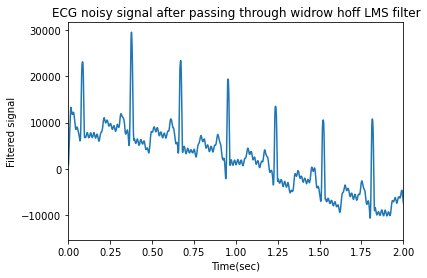 ECG noisy signal after passing through widrow hoff LMS filter
30000
20000
10000
0
−10000
Filtered signal
0.00 0.25 0.50 0.75 1.00 1.25 1.50 1.75 2.00
Time(sec)